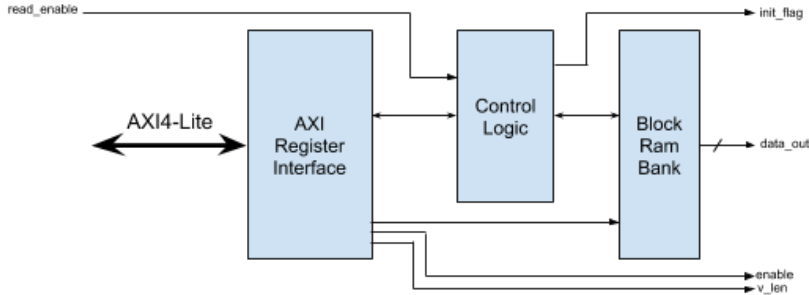 read_enable
init_flag
AXI4-Lite
AXI
Register
Interface
Control
Logic
Block
Ram
Bank
data_out
enable
v_len